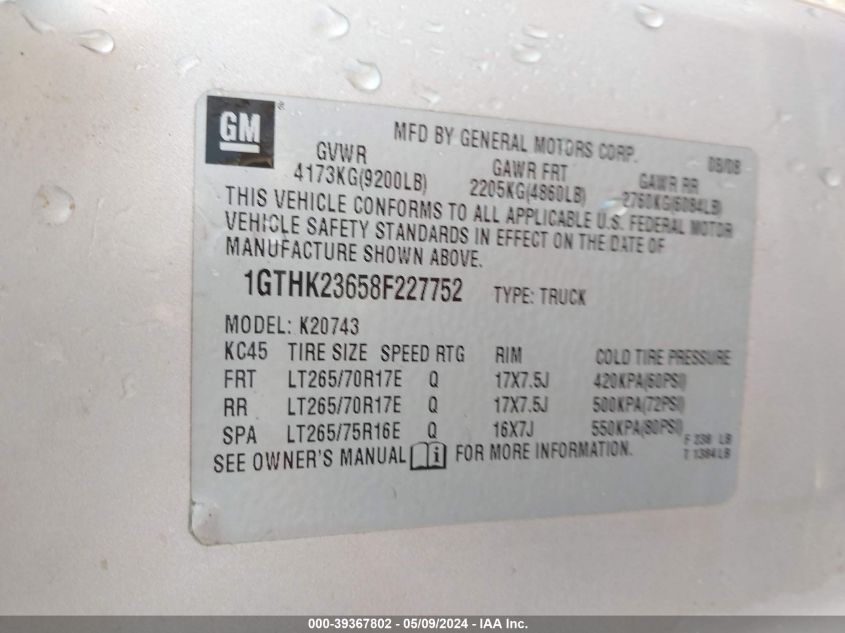 GM ®
MFD BY GENERAL MOTORS CORP. 08/08
GVWR GAWR FRT GAWR RR
4173KG(9200LB) 2205KG(4860LB) 2760KG(6084LB)
THIS VEHICLE CONFORMS TO ALL APPLICABLE U.S. FEDERAL MOTOR
VEHICLE SAFETY STANDARDS IN EFFECT ON THE DATE OF
MANUFACTURE SHOWN ABOVE.
1GTHK23658F227752 TYPE: TRUCK
MODEL: K20743
KC45 TIRE SIZE SPEED RTG RIM COLD TIRE PRESSURE
FRT LT265/70R17E Q 17X7.5J 420KPA(60PSI)
RR LT265/70R17E Q 17X7.5J 500KPA(72PSI)
SPA LT265/75R16E Q 16X7J 550KPA(80PSI)
F 238 LB
SEE OWNER'S MANUAL FOR MORE INFORMATION. T 1384 LB
000-39367802 - 05/09/2024 - IAA Inc.